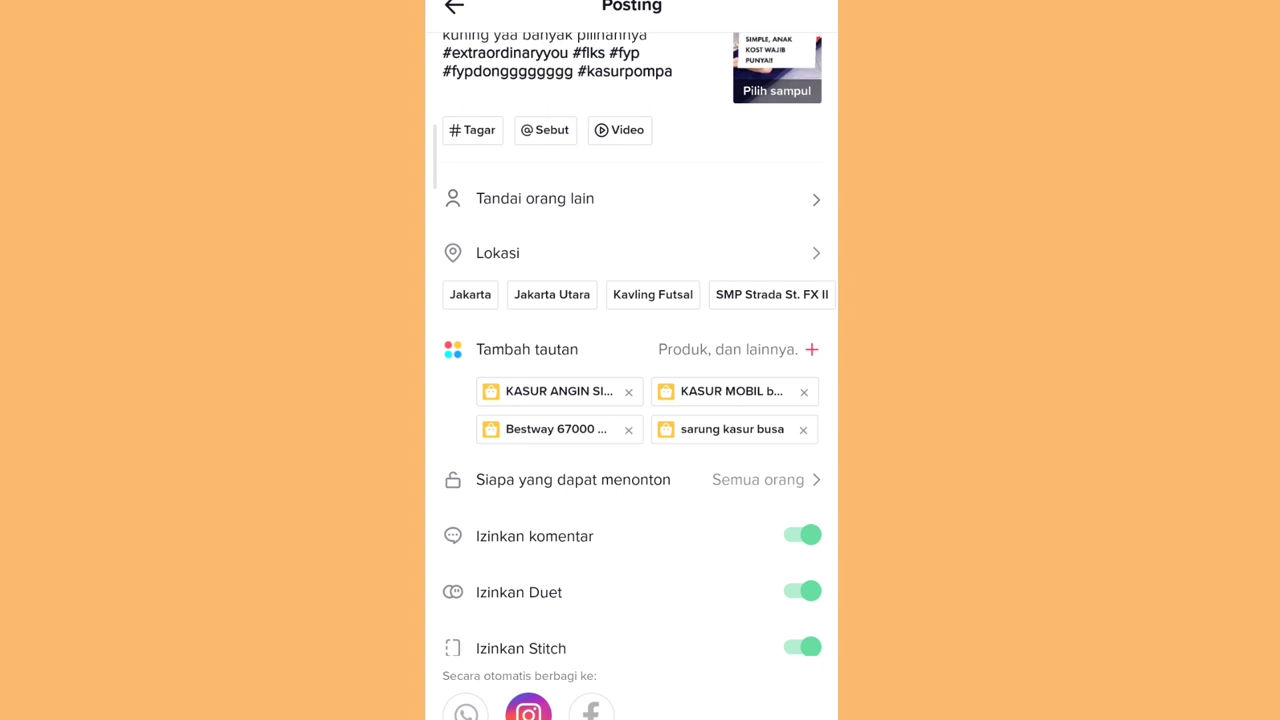 Posting
kuning yaa banyak pilihannya
#extraordinaryyou #flks #fyp
#fypdonggggggg #kasurpompa
SIMPLE, ANAK
KOST WAJIB
PUNYA!!
Pilih sampul
# Tagar
@ Sebut
Video
Tandai orang lain
Lokasi
Jakarta
Jakarta Utara
Kavling Futsal
SMP Strada St. FX II
Tambah tautan
Produk, dan lainnya. +
KASUR ANGIN SI... ×
KASUR MOBIL b... ×
Bestway 67000 ... ×
sarung kasur busa ×
Siapa yang dapat menonton
Semua orang
Izinkan komentar
Izinkan Duet
Izinkan Stitch
Secara otomatis berbagi ke: